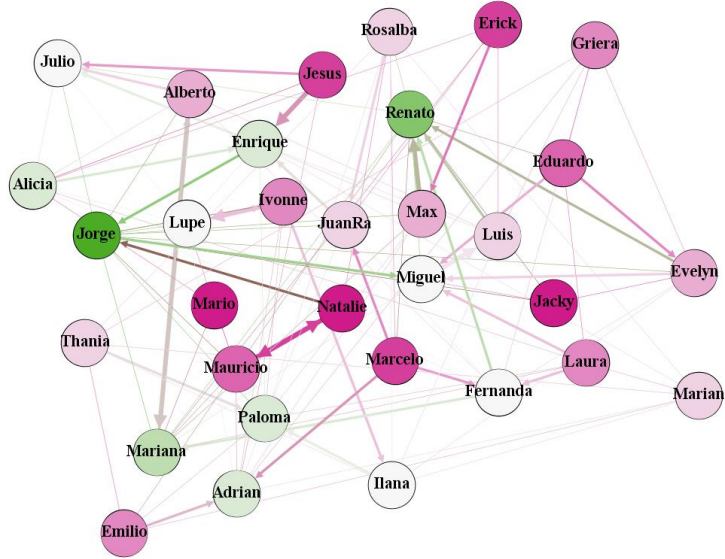 Erick
Rosalba
Griera
Julio
Jesus
Alberto
Renato
Enrique
Eduardo
Alicia
Ivonne
Max
Lupe
JuanRa
Luis
Jorge
Miguel
Evelyn
Mario
Natalie
Jacky
Thania
Marcelo
Laura
Mauricio
Fernanda
Marian
Paloma
Mariana
Ilana
Adrian
Emilio